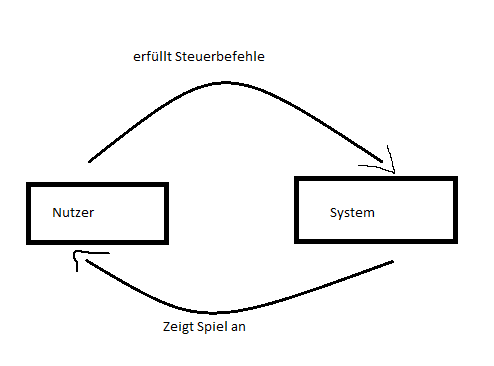 erfüllt Steuerbefehle
Nutzer
System
Zeigt Spiel an